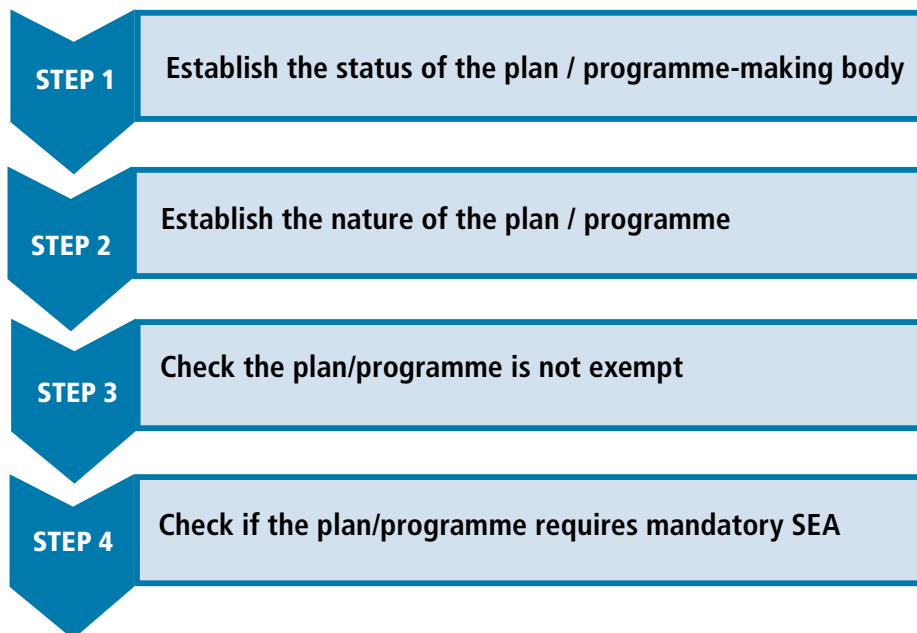 STEP 1
Establish the status of the plan / programme-making body
STEP 2
Establish the nature of the plan / programme
STEP 3
Check the plan/programme is not exempt
STEP 4
Check if the plan/programme requires mandatory SEA